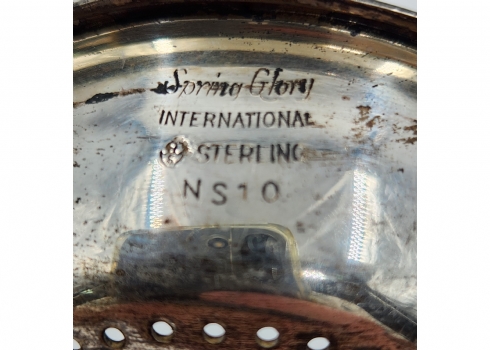 Spring Glory
INTERNATIONAL
STERLING
NS10